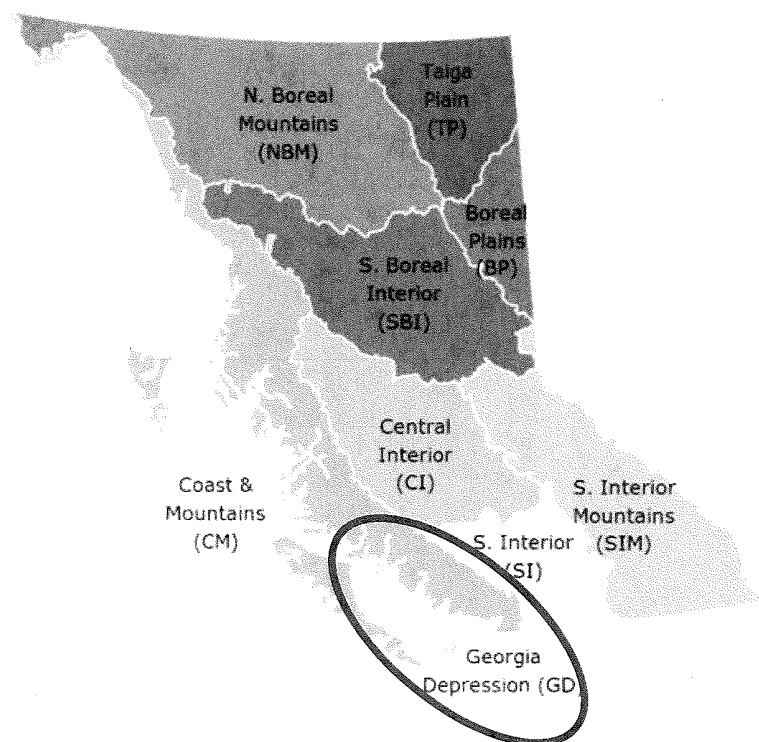 Taiga
Plain
(TP)
N. Boreal
Mountains
(NBM)
Boreal
Plains
(BP)
S. Boreal
Interior
(SBI)
Central
Interior
(CI)
Coast &
Mountains
(CM)
S. Interior
Mountains
(SIM)
S. Interior
(SI)
Georgia
Depression (GD